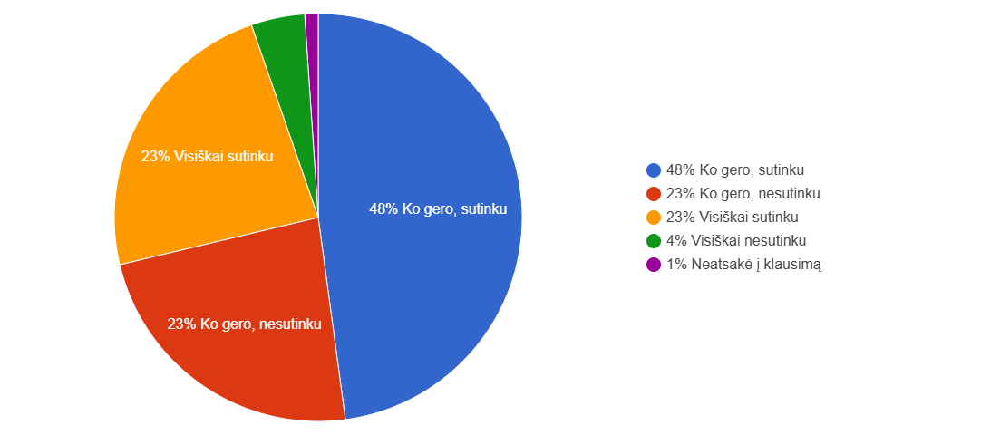 23% Visiškai sutinku
48% Ko gero, sutinku
23% Ko gero, nesutinku
48% Ko gero, sutinku
23% Ko gero, nesutinku
23% Visiškai sutinku
4% Visiškai nesutinku
1% Neatsakė į klausimą